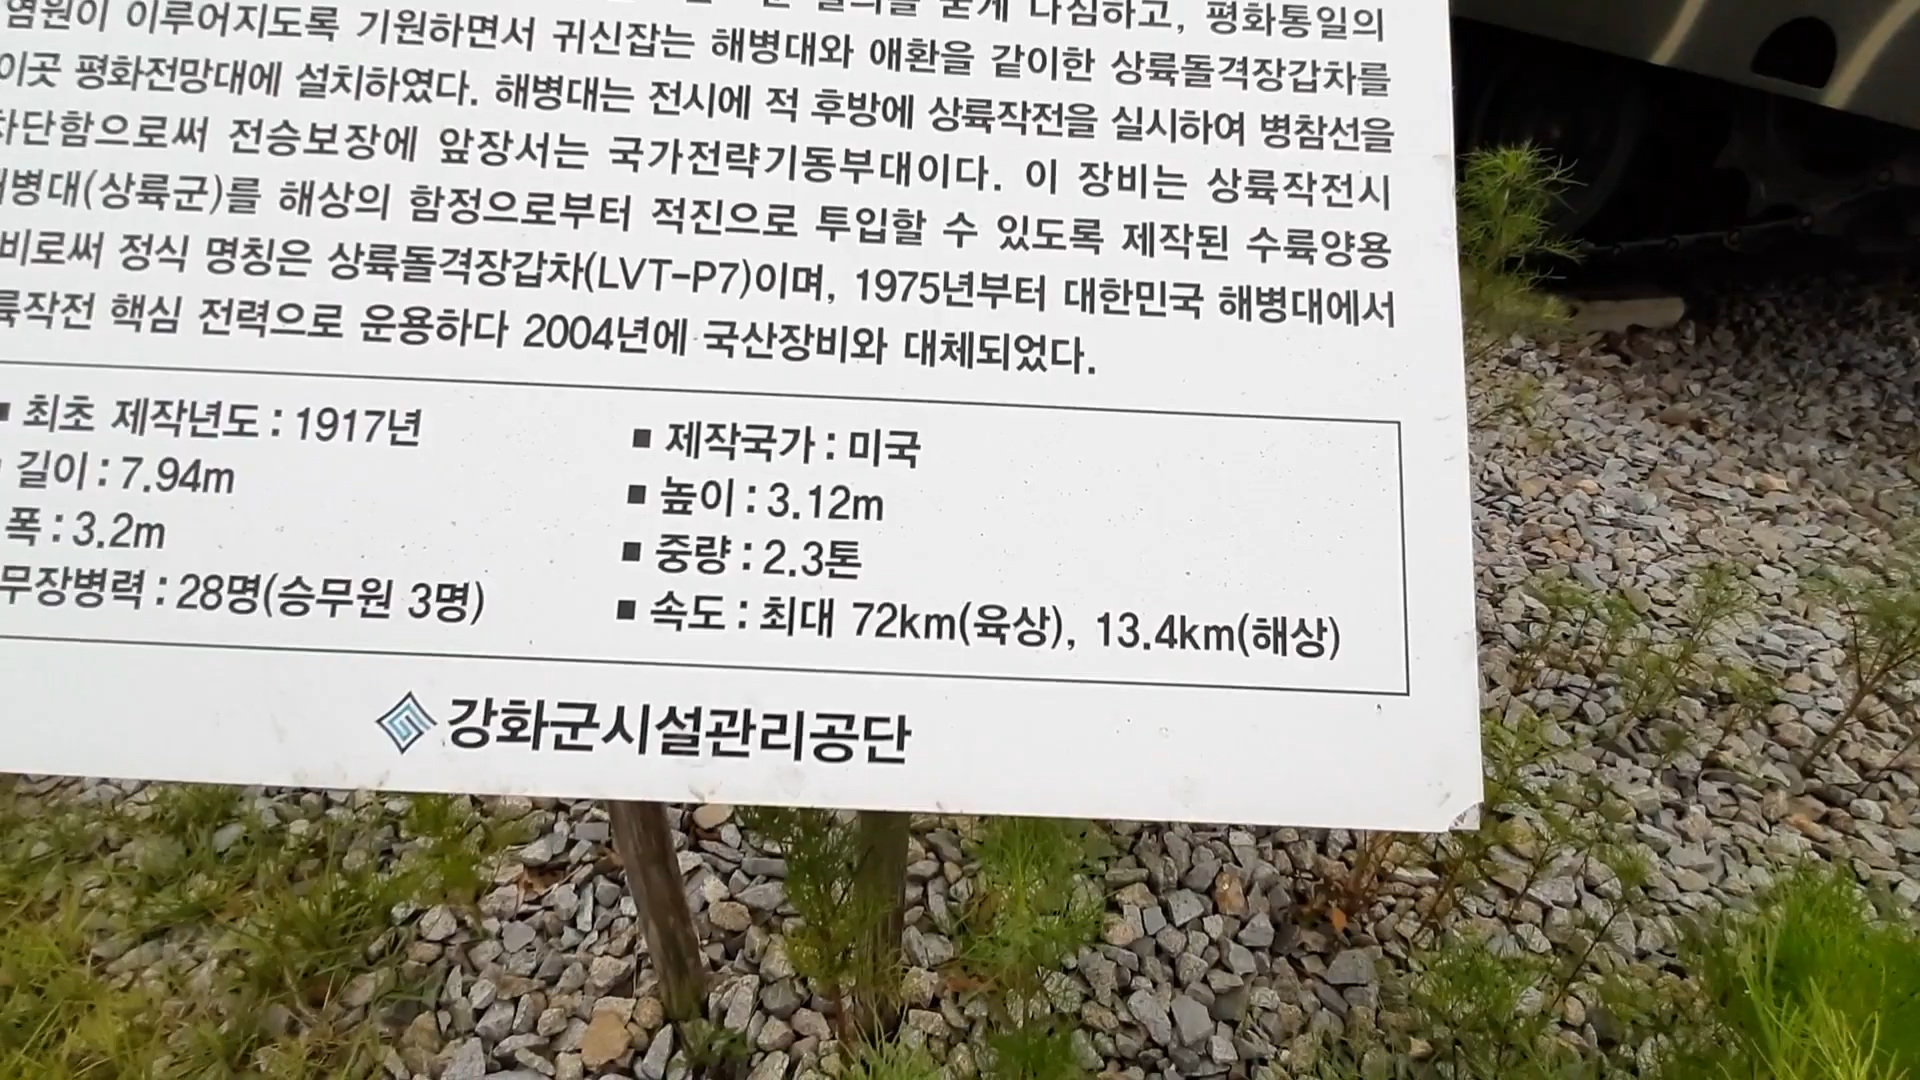 나짐하고, 평화통일의
염원이 이루어지도록 기원하면서 귀신잡는 해병대와 애환을 같이한 상륙돌격장갑차를
이곳 평화전망대에 설치하였다. 해병대는 전시에 적 후방에 상륙작전을 실시하여 병참선을
차단함으로써 전승보장에 앞장서는 국가전략기동부대이다. 이 장비는 상륙작전시
해병대(상륙군)를 해상의 함정으로부터 적진으로 투입할 수 있도록 제작된 수륙양용
비로써 정식 명칭은 상륙돌격장갑차(LVT-P7)이며, 1975년부터 대한민국 해병대에서
륙작전 핵심 전력으로 운용하다 2004년에 국산장비와 대체되었다.
■ 최초 제작년도 : 1917년
■ 제작국가 : 미국
길이 : 7.94m
■ 높이 : 3.12m
폭 : 3.2m
■ 중량 : 2.3톤
무장병력 : 28명(승무원 3명)
■ 속도 : 최대 72km(육상), 13.4km(해상)
강화군시설관리공단